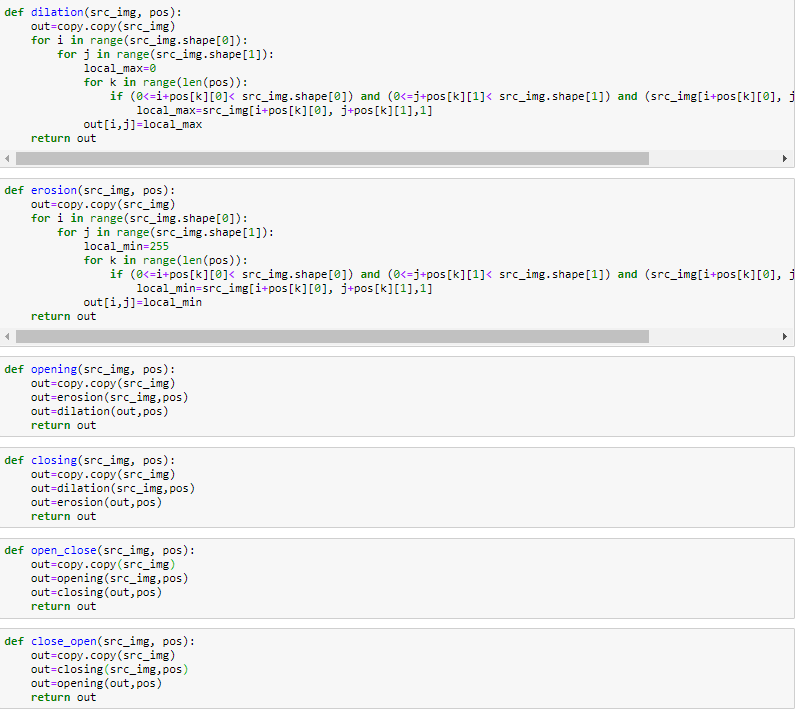 def dilation(src_img, pos):
    out=copy.copy(src_img)
    for i in range(src_img.shape[0]):
        for j in range(src_img.shape[1]):
            local_max=0
            for k in range(len(pos)):
                if (0<=i+pos[k][0]< src_img.shape[0]) and (0<=j+pos[k][1]< src_img.shape[1]) and (src_img[i+pos[k][0], j
                    local_max=src_img[i+pos[k][0], j+pos[k][1],1]
            out[i,j]=local_max
    return out
def erosion(src_img, pos):
    out=copy.copy(src_img)
    for i in range(src_img.shape[0]):
        for j in range(src_img.shape[1]):
            local_min=255
            for k in range(len(pos)):
                if (0<=i+pos[k][0]< src_img.shape[0]) and (0<=j+pos[k][1]< src_img.shape[1]) and (src_img[i+pos[k][0], j
                    local_min=src_img[i+pos[k][0], j+pos[k][1],1]
            out[i,j]=local_min
    return out
def opening(src_img, pos):
    out=copy.copy(src_img)
    out=erosion(src_img,pos)
    out=dilation(out,pos)
    return out
def closing(src_img, pos):
    out=copy.copy(src_img)
    out=dilation(src_img,pos)
    out=erosion(out,pos)
    return out
def open_close(src_img, pos):
    out=copy.copy(src_img)
    out=opening(src_img,pos)
    out=closing(out,pos)
    return out
def close_open(src_img, pos):
    out=copy.copy(src_img)
    out=closing(src_img,pos)
    out=opening(out,pos)
    return out